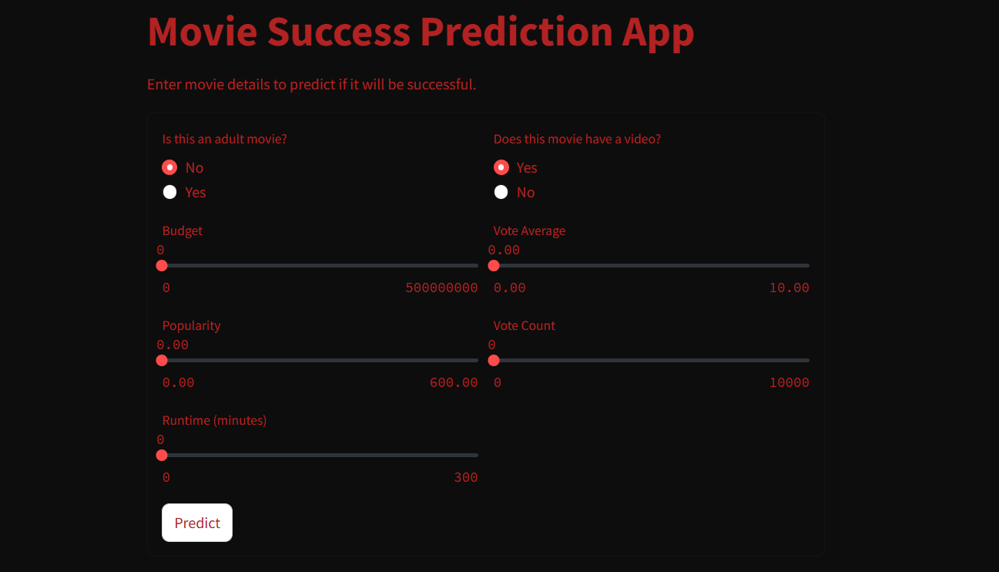 Movie Success Prediction App
Enter movie details to predict if it will be successful.
Is this an adult movie?
No
Yes
Does this movie have a video?
Yes
No
Budget
0
0 500000000
Vote Average
0.00
0.00 10.00
Popularity
0.00
0.00 600.00
Vote Count
0
0 10000
Runtime (minutes)
0
0 300
Predict